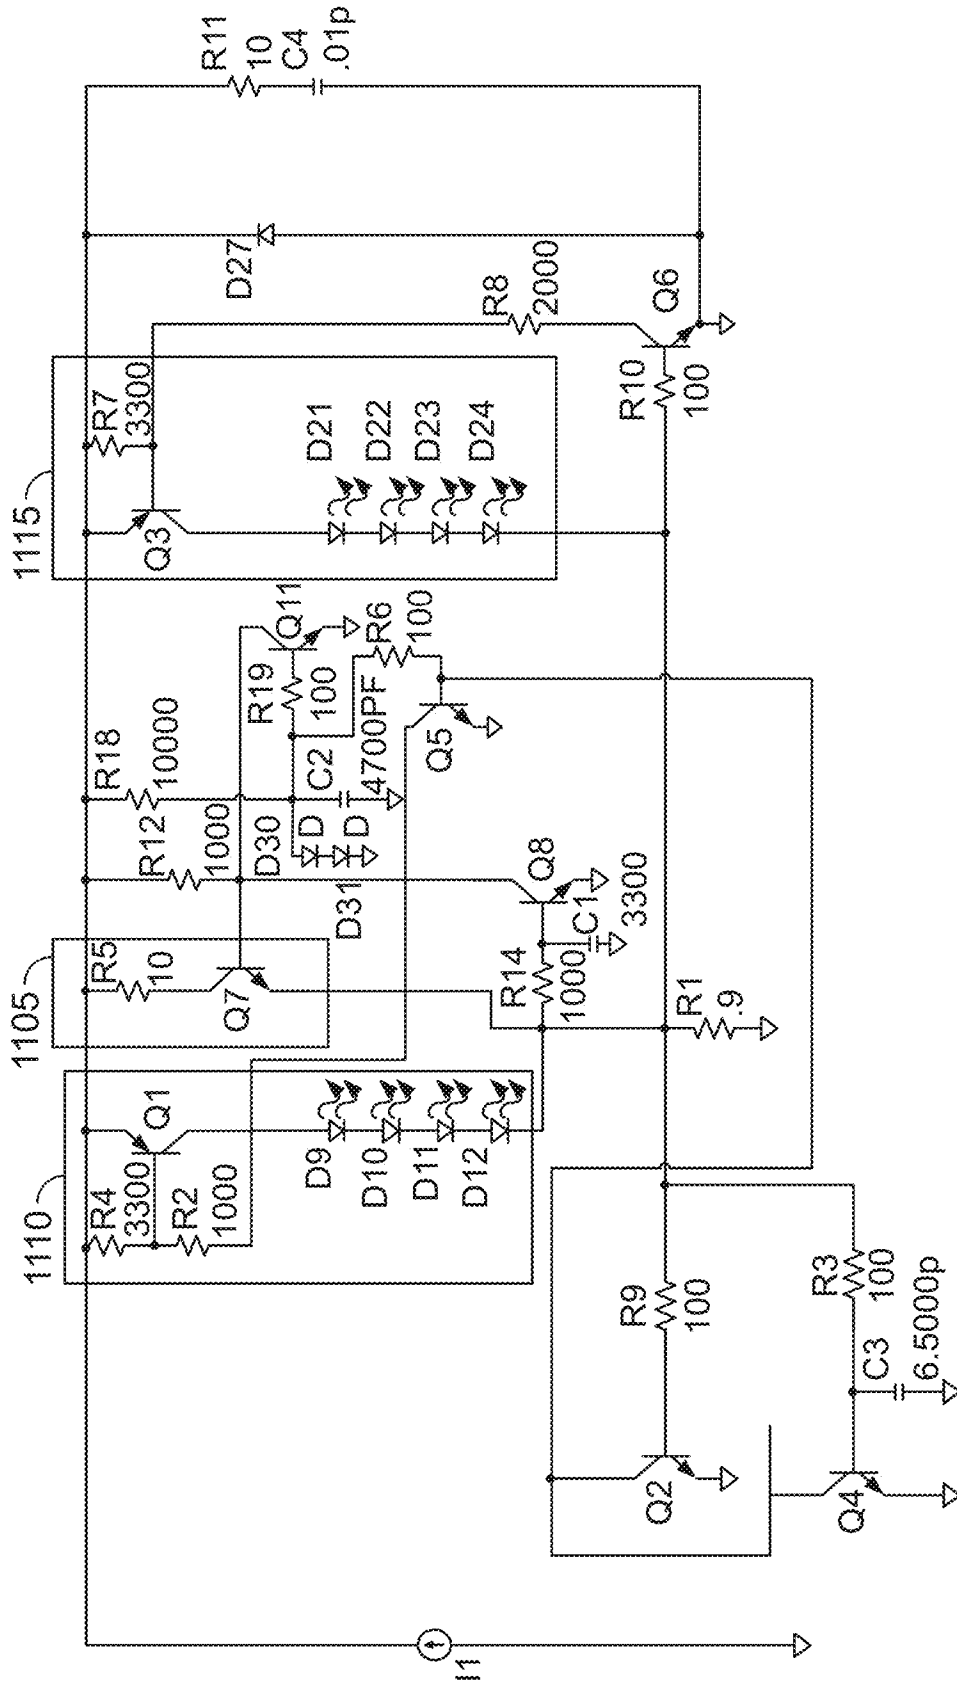 1110
R4
3300
R2
1000
Q1
D9
D10
D11
D12
1105
R5
10
Q7
R12
1000
R18
10000
D30
D
D31
D
C2
4700PF
R19
100
Q11
R6
100
Q5
1115
R7
3300
Q3
D21
D22
D23
D24
D27
R11
10
C4
.01p
R8
2000
Q6
R10
100
Q8
C1
3300
R14
1000
R1
.9
R9
100
R3
100
C3
6.5000p
Q2
Q4
I1